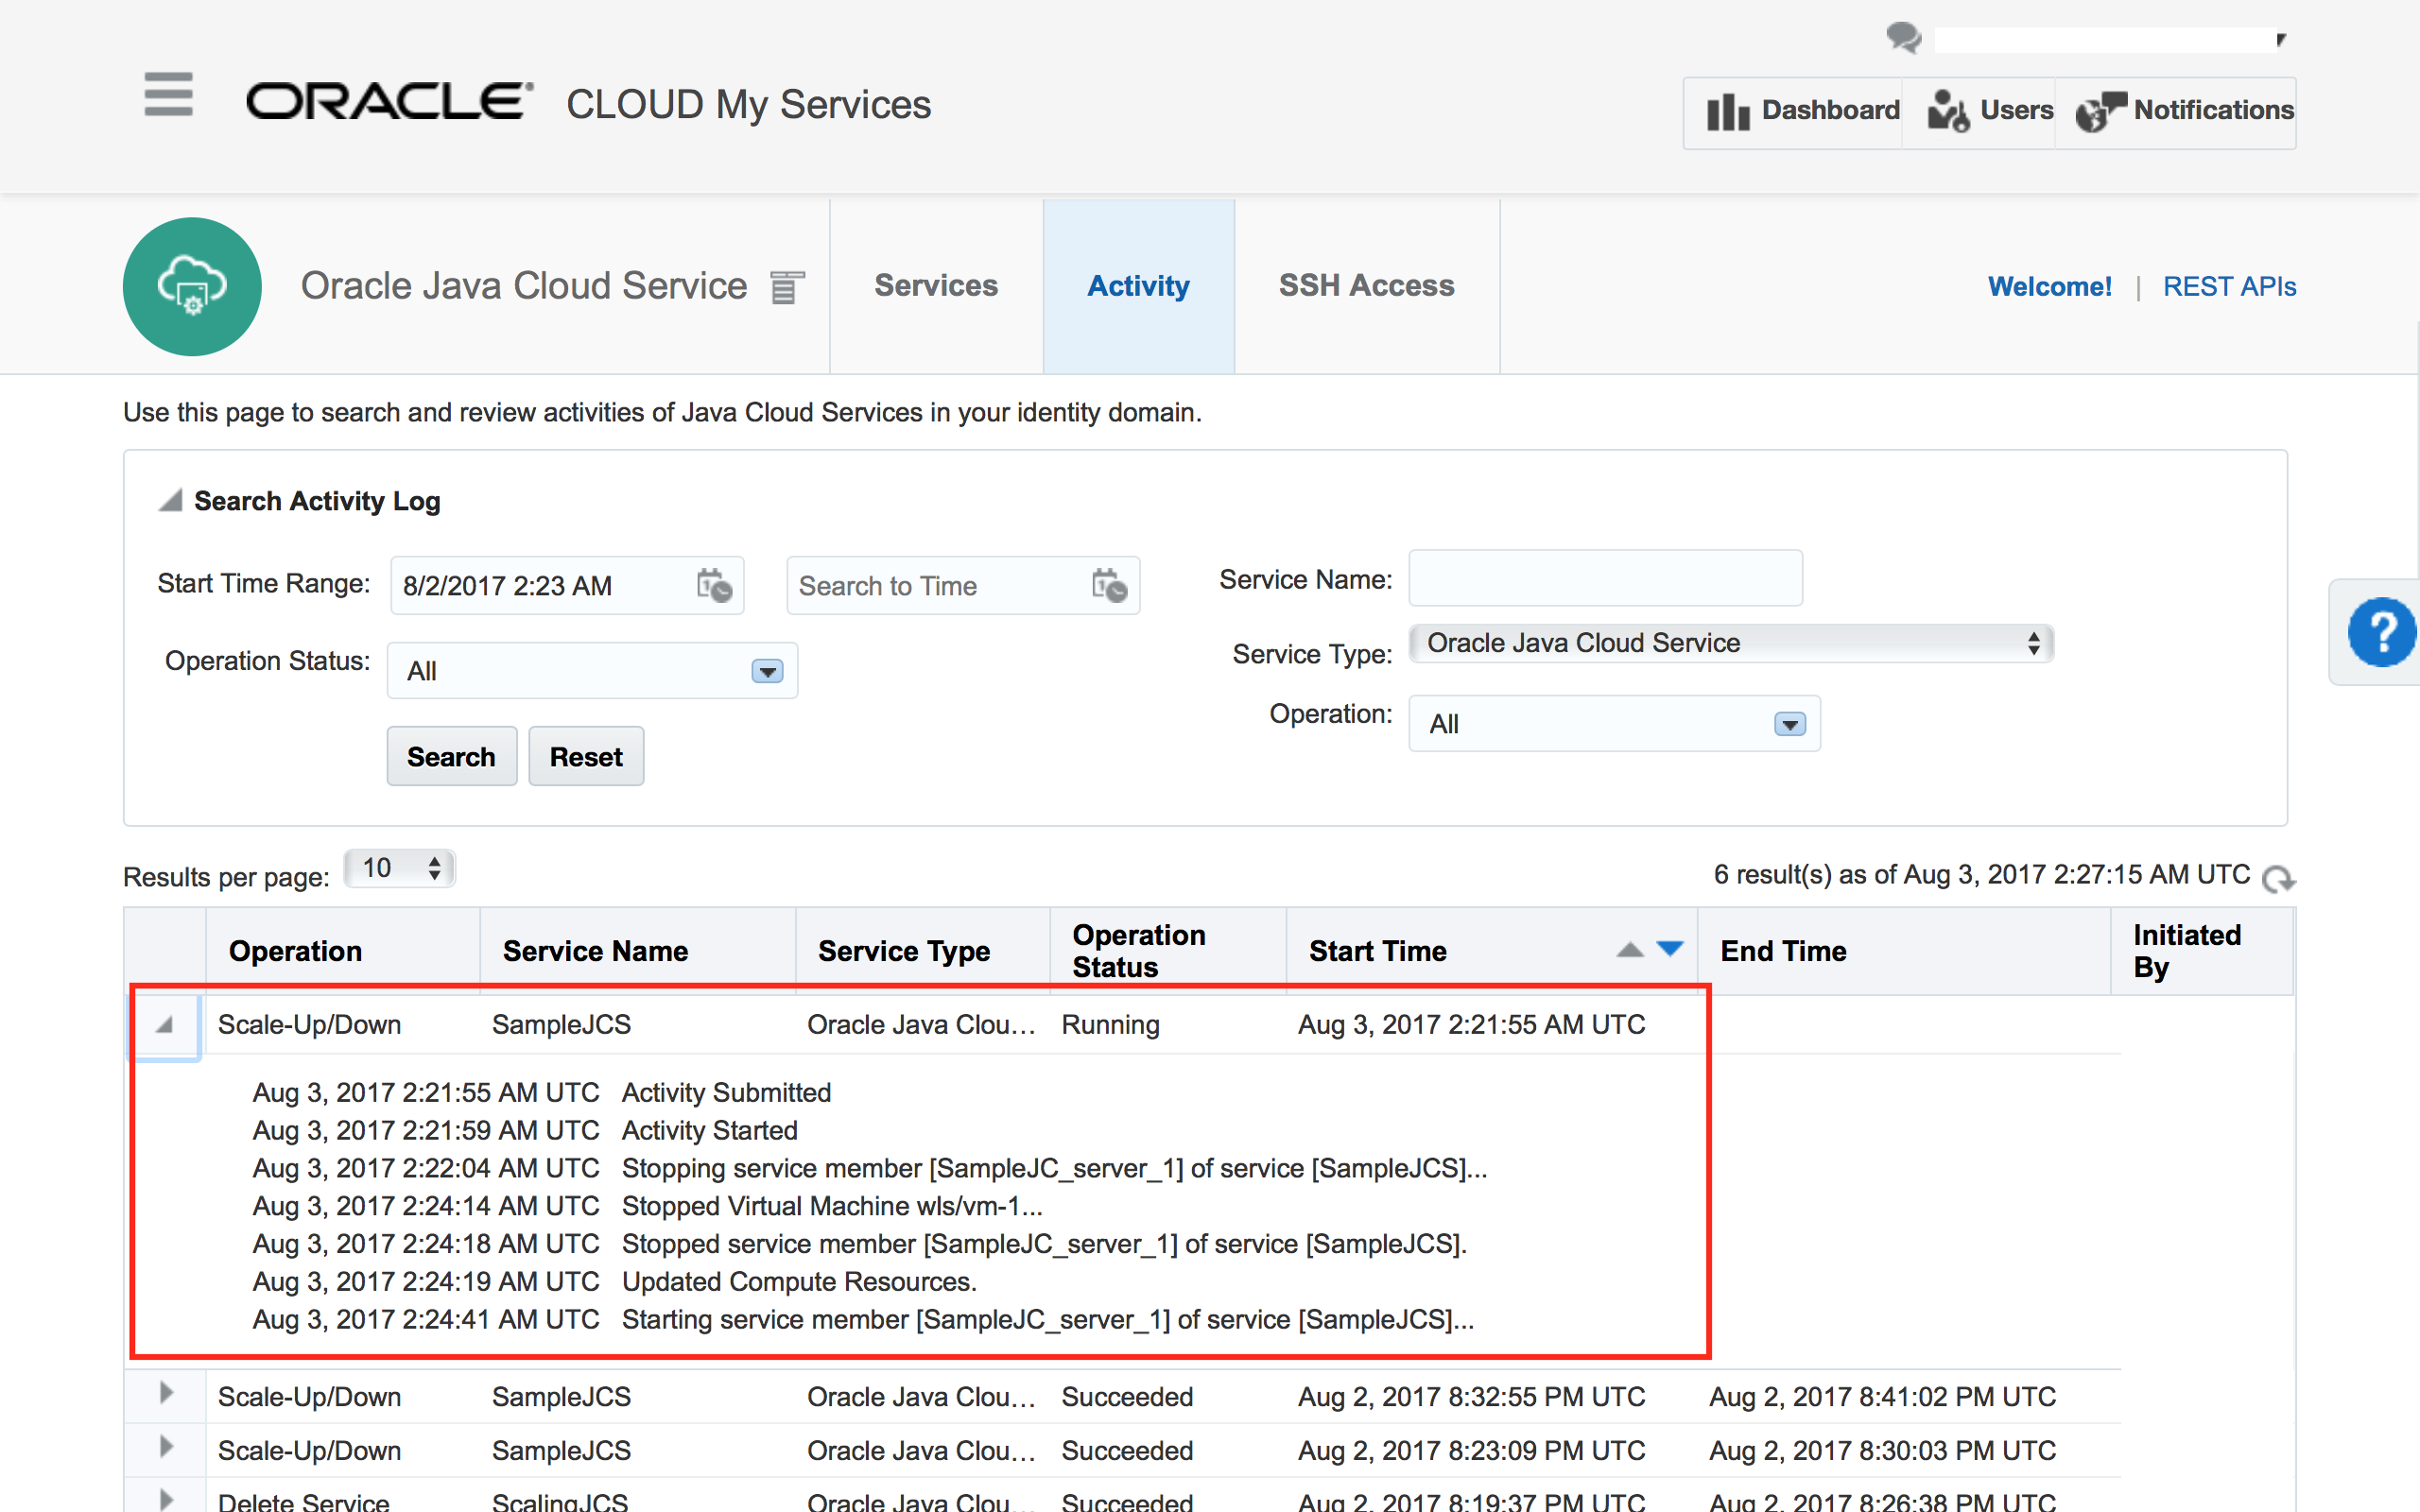 ORACLE CLOUD My Services
Dashboard Users Notifications
Oracle Java Cloud Service Services Activity SSH Access Welcome! | REST APIs
Use this page to search and review activities of Java Cloud Services in your identity domain.
Search Activity Log
Start Time Range: 8/2/2017 2:23 AM Search to Time Service Name:
Operation Status: All Service Type: Oracle Java Cloud Service
Operation: All
Search Reset
Results per page: 10 6 result(s) as of Aug 3, 2017 2:27:15 AM UTC
Operation Service Name Service Type Operation Status Start Time End Time Initiated By
Scale-Up/Down SampleJCS Oracle Java Clou... Running Aug 3, 2017 2:21:55 AM UTC
Aug 3, 2017 2:21:55 AM UTC Activity Submitted
Aug 3, 2017 2:21:59 AM UTC Activity Started
Aug 3, 2017 2:22:04 AM UTC Stopping service member [SampleJC_server_1] of service [SampleJCS]...
Aug 3, 2017 2:24:14 AM UTC Stopped Virtual Machine wls/vm-1...
Aug 3, 2017 2:24:18 AM UTC Stopped service member [SampleJC_server_1] of service [SampleJCS].
Aug 3, 2017 2:24:19 AM UTC Updated Compute Resources.
Aug 3, 2017 2:24:41 AM UTC Starting service member [SampleJC_server_1] of service [SampleJCS]...
Scale-Up/Down SampleJCS Oracle Java Clou... Succeeded Aug 2, 2017 8:32:55 PM UTC Aug 2, 2017 8:41:02 PM UTC
Scale-Up/Down SampleJCS Oracle Java Clou... Succeeded Aug 2, 2017 8:23:09 PM UTC Aug 2, 2017 8:30:03 PM UTC
Delete Service ScalingJCS Oracle Java Clou... Succeeded Aug 2, 2017 8:19:37 PM UTC Aug 2, 2017 8:26:38 PM UTC